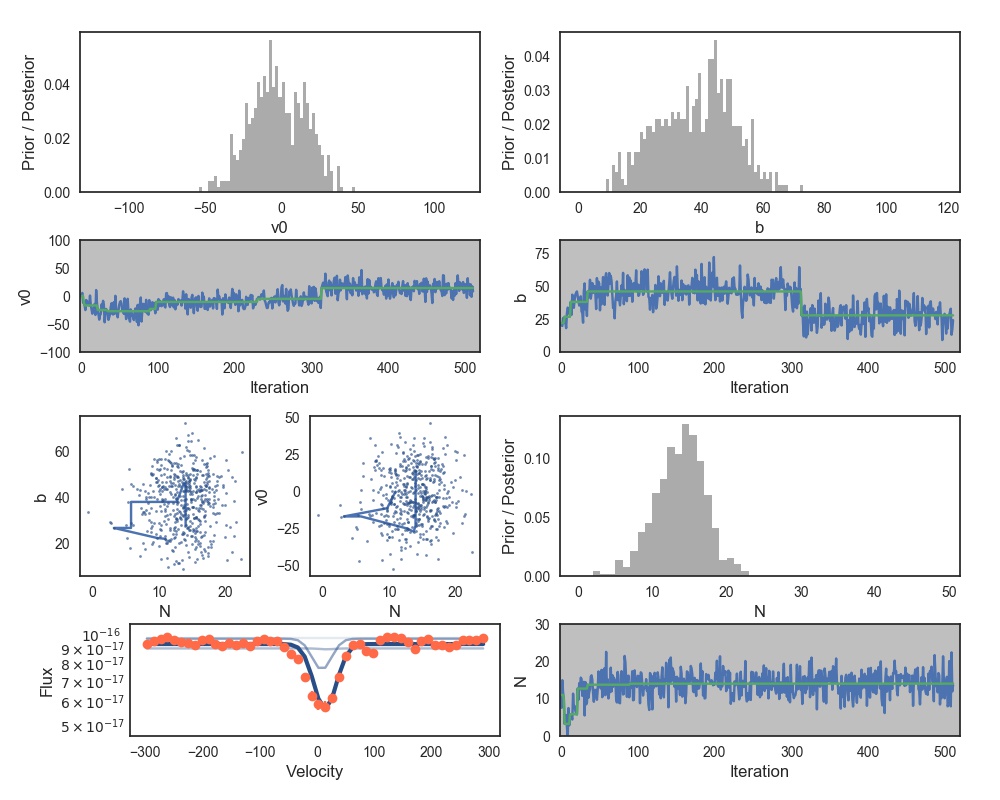 Prior / Posterior
0.04
0.02
0.00
−100 −50 0 50 100
v0
Prior / Posterior
0.04
0.03
0.02
0.01
0.00
0 20 40 60 80 100 120
b
v0
100
50
0
−50
−100
0 100 200 300 400 500
Iteration
b
75
50
25
0
0 100 200 300 400 500
Iteration
b
60
40
20
0 10 20
N
v0
50
25
0
−25
−50
0 10 20
N
Prior / Posterior
0.10
0.05
0.00
0 10 20 30 40 50
N
Flux
10⁻¹⁶
9 × 10⁻¹⁷
8 × 10⁻¹⁷
7 × 10⁻¹⁷
6 × 10⁻¹⁷
5 × 10⁻¹⁷
−300 −200 −100 0 100 200 300
Velocity
N
30
20
10
0
0 100 200 300 400 500
Iteration